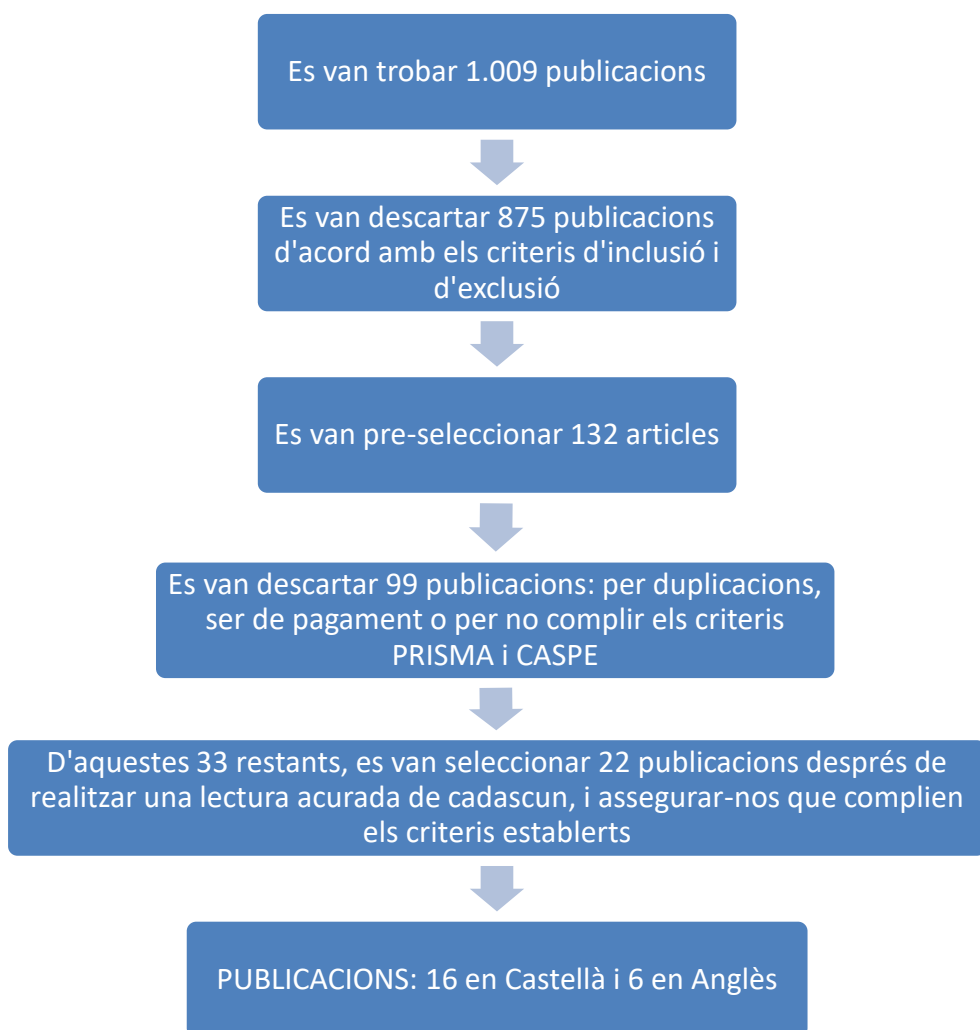 Es van trobar 1.009 publicacions
Es van descartar 875 publicacions
d'acord amb els criteris d'inclusió i
d'exclusió
Es van pre-seleccionar 132 articles
Es van descartar 99 publicacions: per duplicacions,
ser de pagament o per no complir els criteris
PRISMA i CASPE
D'aquestes 33 restants, es van seleccionar 22 publicacions després de
realitzar una lectura acurada de cadascun, i assegurar-nos que complien
els criteris establerts
PUBLICACIONS: 16 en Castellà i 6 en Anglès